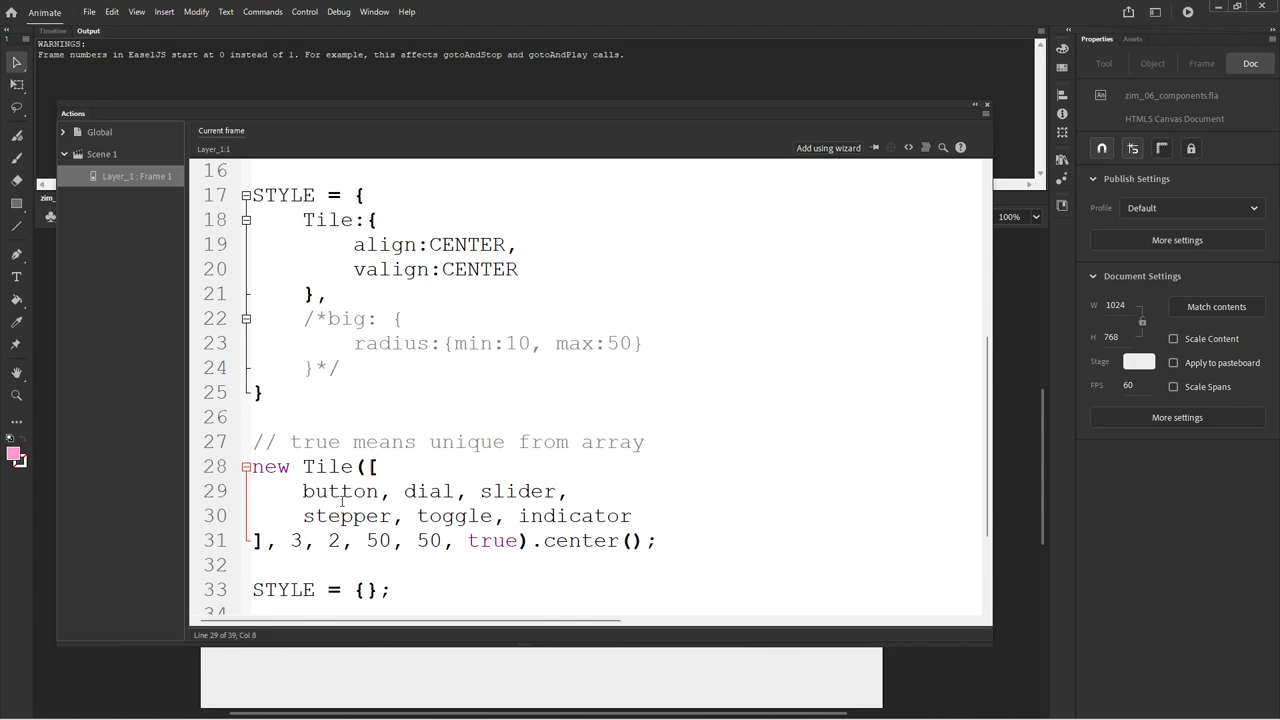 Animate File Edit View Insert Modify Text Commands Control Debug Window Help
Timeline Output
WARNINGS:
Frame numbers in EaselJS start at 0 instead of 1. For example, this affects gotoAndStop and gotoAndPlay calls.
Actions
Global
Scene 1
Layer_1 : Frame 1
Current frame
Layer_1:1
Add using wizard
16
17 STYLE = {
18 Tile:{
19 align:CENTER,
20 valign:CENTER
21 },
22 /*big: {
23 radius:{min:10, max:50}
24 }*/
25 }
26
27 // true means unique from array
28 new Tile([
29 button, dial, slider,
30 stepper, toggle, indicator
31 ], 3, 2, 50, 50, true).center();
32
33 STYLE = {};
34
Line 29 of 39, Col 8
zim_
100%
Properties Assets
Tool Object Frame Doc
An zim_06_components.fla
HTML5 Canvas Document
Publish Settings
Profile Default
More settings
Document Settings
W 1024 Match contents
H 768 Scale Content
Stage Apply to pasteboard
FPS 60 Scale Spans
More settings